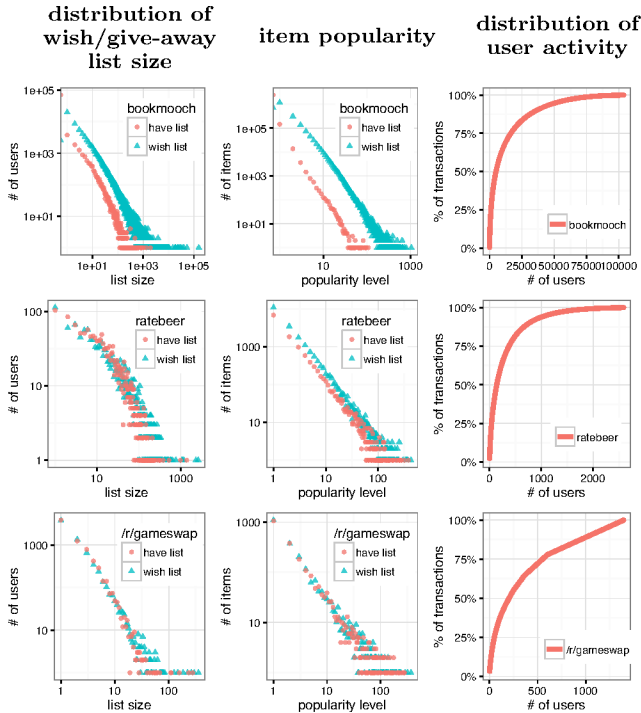 distribution of
wish/give-away
list size
item popularity
distribution of
user activity
1e+05
1e+03
1e+01
# of users
bookmooch
have list
wish list
1e+01 1e+03 1e+05
list size
1e+05
1e+03
1e+01
# of items
bookmooch
have list
wish list
10 1000
popularity level
100%
75%
50%
25%
0%
% of transactions
bookmooch
0 25000 50000 75000 100000
# of users
100
10
1
# of users
ratebeer
have list
wish list
10 1000
list size
1000
10
# of items
ratebeer
have list
wish list
1 10 100
popularity level
100%
75%
50%
25%
0%
% of transactions
ratebeer
0 1000 2000
# of users
1000
10
# of users
/r/gameswap
have list
wish list
1 10 100
list size
1000
10
# of items
/r/gameswap
have list
wish list
1 10 100
popularity level
100%
75%
50%
25%
0%
% of transactions
/r/gameswap
0 500 1000
# of users